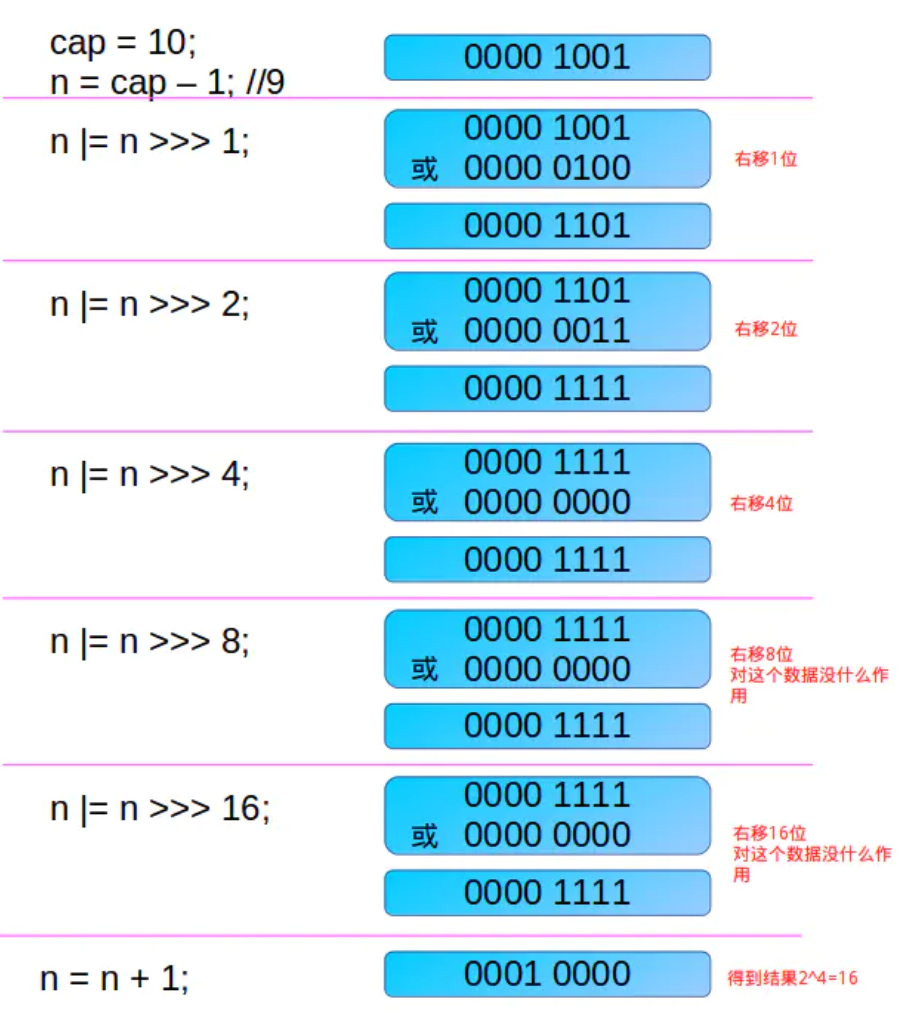 cap = 10;
n = cap – 1; //9
0000 1001
n |= n >>> 1;
0000 1001
或 0000 0100
右移1位
0000 1101
n |= n >>> 2;
0000 1101
或 0000 0011
右移2位
0000 1111
n |= n >>> 4;
0000 1111
或 0000 0000
右移4位
0000 1111
n |= n >>> 8;
0000 1111
或 0000 0000
右移8位
对这个数据没什么作
用
0000 1111
n |= n >>> 16;
0000 1111
或 0000 0000
右移16位
对这个数据没什么作
用
0000 1111
n = n + 1;
0001 0000
得到结果2^4=16